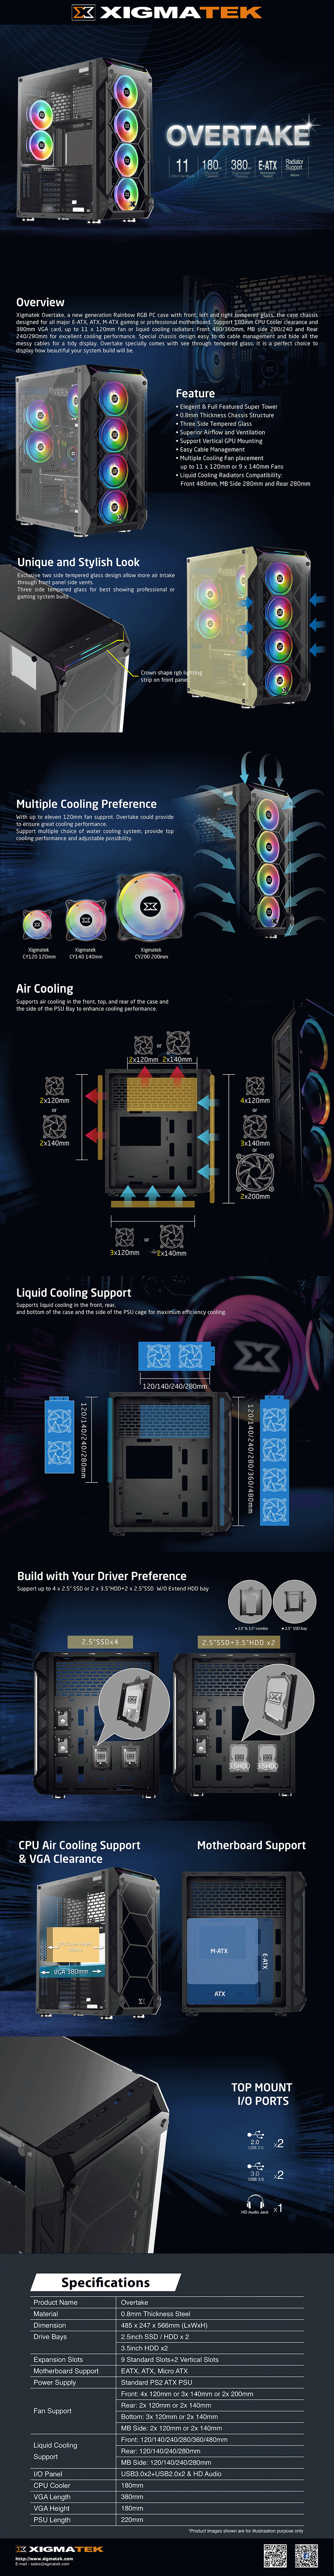 XIGMATEK
OVERTAKE
11
180mm
380mm
E-ATX
Radiator
Support
Overview
Xigmatek Overtake, a new generation Rainbow RGB PC case with front, left and right tempered glass, the case chassis
designed for all major E-ATX, ATX, M-ATX gaming or professional motherboard. Support 180mm CPU Cooler clearance and
380mm VGA card, up to 11 x 120mm fan or liquid cooling radiators Front 480/360mm, MB side 280/240 and Rear
240/280mm for excellent cooling performance. Special chassis design easy to do cable management and hide all the
messy cables for a tidy display. Overtake specially comes with see through tempered glass; it is a perfect choice to
display how beautiful your system build will be.
Feature
• Elegent & Full Featured Super Tower
• 0.8mm Thickness Chassis Structure
• Three Side Tempered Glass
• Superior Airflow and Ventilation
• Support Vertical GPU Mounting
• Easy Cable Management
• Multiple Cooling Fan placement
up to 11 x 120mm or 9 x 140mm Fans
• Liquid Cooling Radiators Compatibility:
Front 480mm, MB Side 280mm and Rear 280mm
Unique and Stylish Look
Exclusive two side tempered glass design allow more air intake
through front panel side vents.
Three side tempered glass for best showing professional or
gaming system build
Crown shape rgb lighting
strip on front panel
Multiple Cooling Preference
With up to eleven 120mm fan supprot, Overtake could provide
to ensure great cooling performance.
Support multiple choice of water cooling system, provide top
cooling performance and adjustable possibility.
Xigmatek
CY120 120mm
Xigmatek
CY140 140mm
Xigmatek
CY200 200mm
Air Cooling
Supports air cooling in the front, top, and rear of the case and
the side of the PSU Bay to enhance cooling performance.
or
2x120mm 2x140mm
2x120mm
or
2x140mm
4x120mm
or
3x140mm
or
2x200mm
or
3x120mm
2x140mm
Liquid Cooling Support
Supports liquid cooling in the front, rear,
and bottom of the case and the side of the PSU cage for maximum efficiency cooling.
120/140/240/280mm
120/140/240/280mm
120/140/240/280/360/480mm
Build with Your Driver Preference
Support up to 4 x 2.5" SSD or 2 x 3.5"HDD+2 x 2.5"SSD W/O Extend HDD bay
2.5" & 3.5" combo
2.5" SSD bay
2.5"SSDx4
2.5"SSD+3.5"HDD x2
3.5HDD
3.5HDD
CPU Air Cooling Support
& VGA Clearance
Motherboard Support
VGA 380mm
M-ATX
E-ATX
ATX
TOP MOUNT
I/O PORTS
2.0
USB 2.0
x2
3.0
USB 3.0
x2
HD Audio Jack
x1
Specifications
Product Name Overtake
Material 0.8mm Thickness Steel
Dimension 485 x 247 x 566mm (LxWxH)
Drive Bays 2.5inch SSD / HDD x 2
3.5inch HDD x2
Expansion Slots 9 Standard Slots+2 Vertical Slots
Motherboard Support EATX, ATX, Micro ATX
Power Supply Standard PS2 ATX PSU
Fan Support Front: 4x 120mm or 3x 140mm or 2x 200mm
Rear: 2x 120mm or 2x 140mm
Bottom: 3x 120mm or 2x 140mm
MB Side: 2x 120mm or 2x 140mm
Liquid Cooling Support Front: 120/140/240/280/360/480mm
Rear: 120/140/240/280mm
MB Side: 120/140/240/280mm
I/O Panel USB3.0x2+USB2.0x2 & HD Audio
CPU Cooler 180mm
VGA Length 380mm
VGA Height 180mm
PSU Length 220mm
*Product images shown are for illustration purpose only
XIGMATEK
http://www.xigmatek.com
E-mail : sales@xigmatek.com